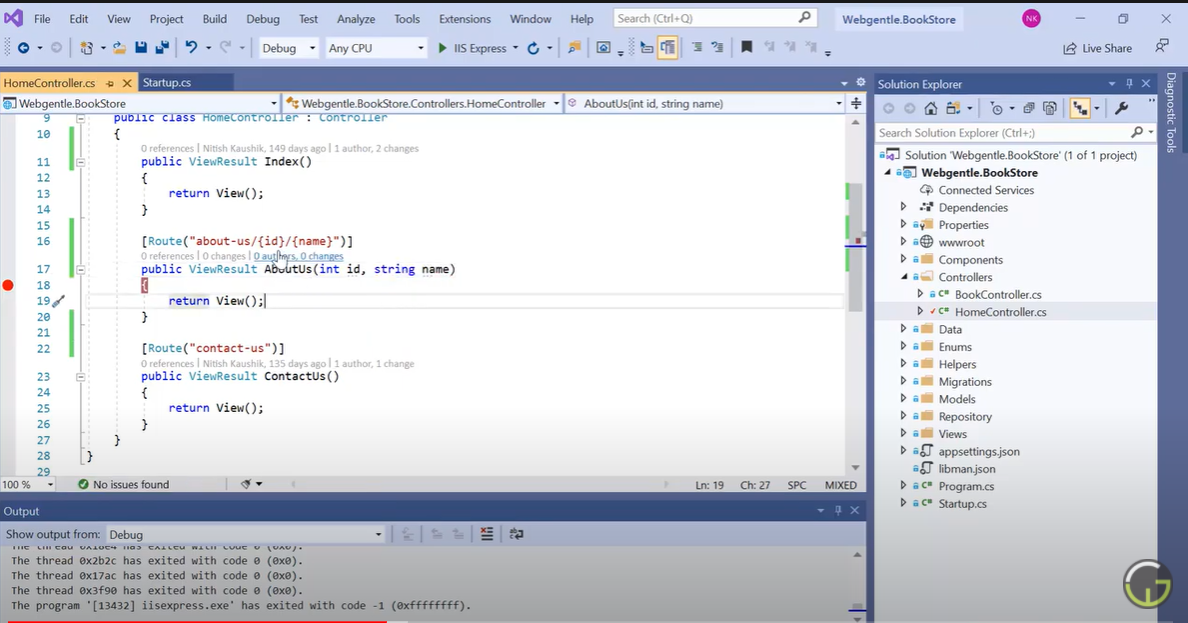 File Edit View Project Build Debug Test Analyze Tools Extensions Window Help Search (Ctrl+Q) Webgentle.BookStore NK
Debug Any CPU IIS Express Live Share
HomeController.cs Startup.cs
Webgentle.BookStore Webgentle.BookStore.Controllers.HomeController AboutUs(int id, string name)
9 public class HomeController : Controller
10 {
0 references | Nitish Kaushik, 149 days ago | 1 author, 2 changes
11 public ViewResult Index()
12 {
13 return View();
14 }
15
16 [Route("about-us/{id}/{name}")]
0 references | 0 changes | 0 authors, 0 changes
17 public ViewResult AboutUs(int id, string name)
18 {
19 return View();
20 }
21
22 [Route("contact-us")]
0 references | Nitish Kaushik, 135 days ago | 1 author, 1 change
23 public ViewResult ContactUs()
24 {
25 return View();
26 }
27 }
28 }
29
100 % No issues found Ln: 19 Ch: 27 SPC MIXED
Output
Show output from: Debug
The thread 0x18e4 has exited with code 0 (0x0).
The thread 0x2b2c has exited with code 0 (0x0).
The thread 0x17ac has exited with code 0 (0x0).
The thread 0x3f90 has exited with code 0 (0x0).
The program '[13432] iisexpress.exe' has exited with code -1 (0xffffffff).
Solution Explorer
Search Solution Explorer (Ctrl+;)
Solution 'Webgentle.BookStore' (1 of 1 project)
Webgentle.BookStore
Connected Services
Dependencies
Properties
wwwroot
Components
Controllers
C# BookController.cs
C# HomeController.cs
Data
Enums
Helpers
Migrations
Models
Repository
Views
appsettings.json
libman.json
C# Program.cs
C# Startup.cs
Diagnostic Tools